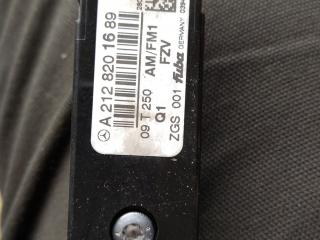 A 212 820 16 89
09 T 250
AM/FM1
Q1
FZV
ZGS 001
fuba
GERMANY